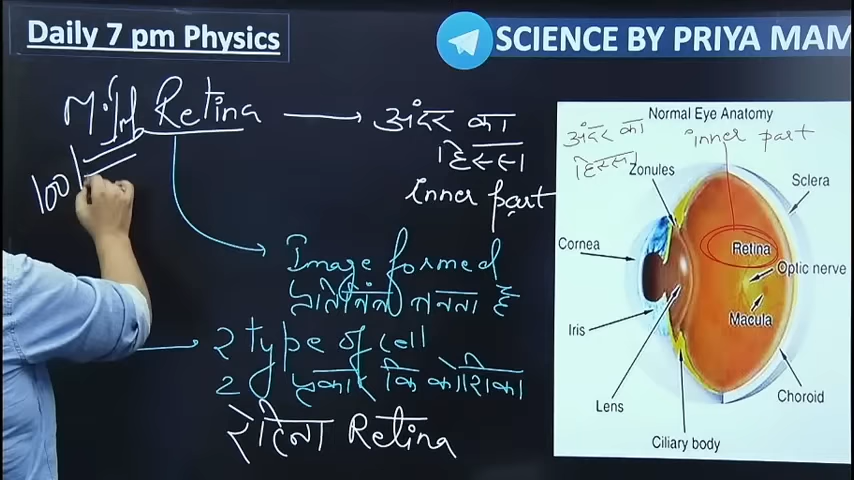 Daily 7 pm Physics
SCIENCE BY PRIYA MAM
M.Imp Retina
100%
अंदर का
हिस्सा
inner part
Image formed
प्रतिबिंब बनता है
2 type of cell
2 प्रकार कि कोशिका
रेटिना Retina
Normal Eye Anatomy
अंदर का
हिस्सा
inner part
Zonules
Sclera
Cornea
Retina
Optic nerve
Iris
Macula
Lens
Choroid
Ciliary body